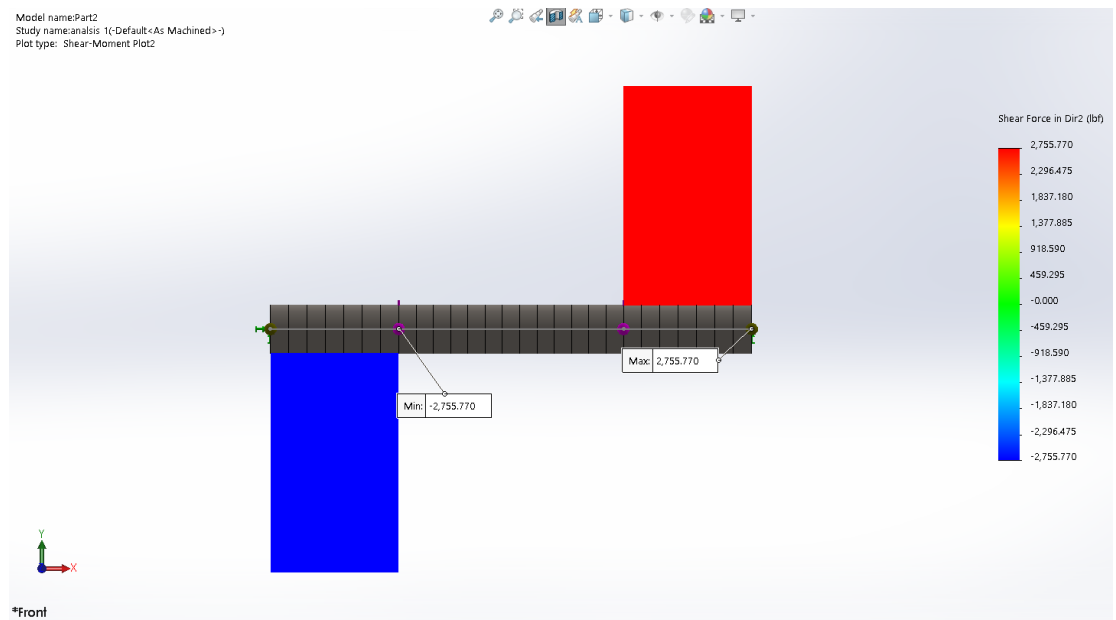 Model name:Part2
Study name:analsis 1(-Default<As Machined>-)
Plot type: Shear-Moment Plot2
Shear Force in Dir2 (lbf)
2,755.770
2,296.475
1,837.180
1,377.885
918.590
459.295
-0.000
-459.295
-918.590
-1,377.885
-1,837.180
-2,296.475
-2,755.770
Max: 2,755.770
Min: -2,755.770
Y
X
*Front